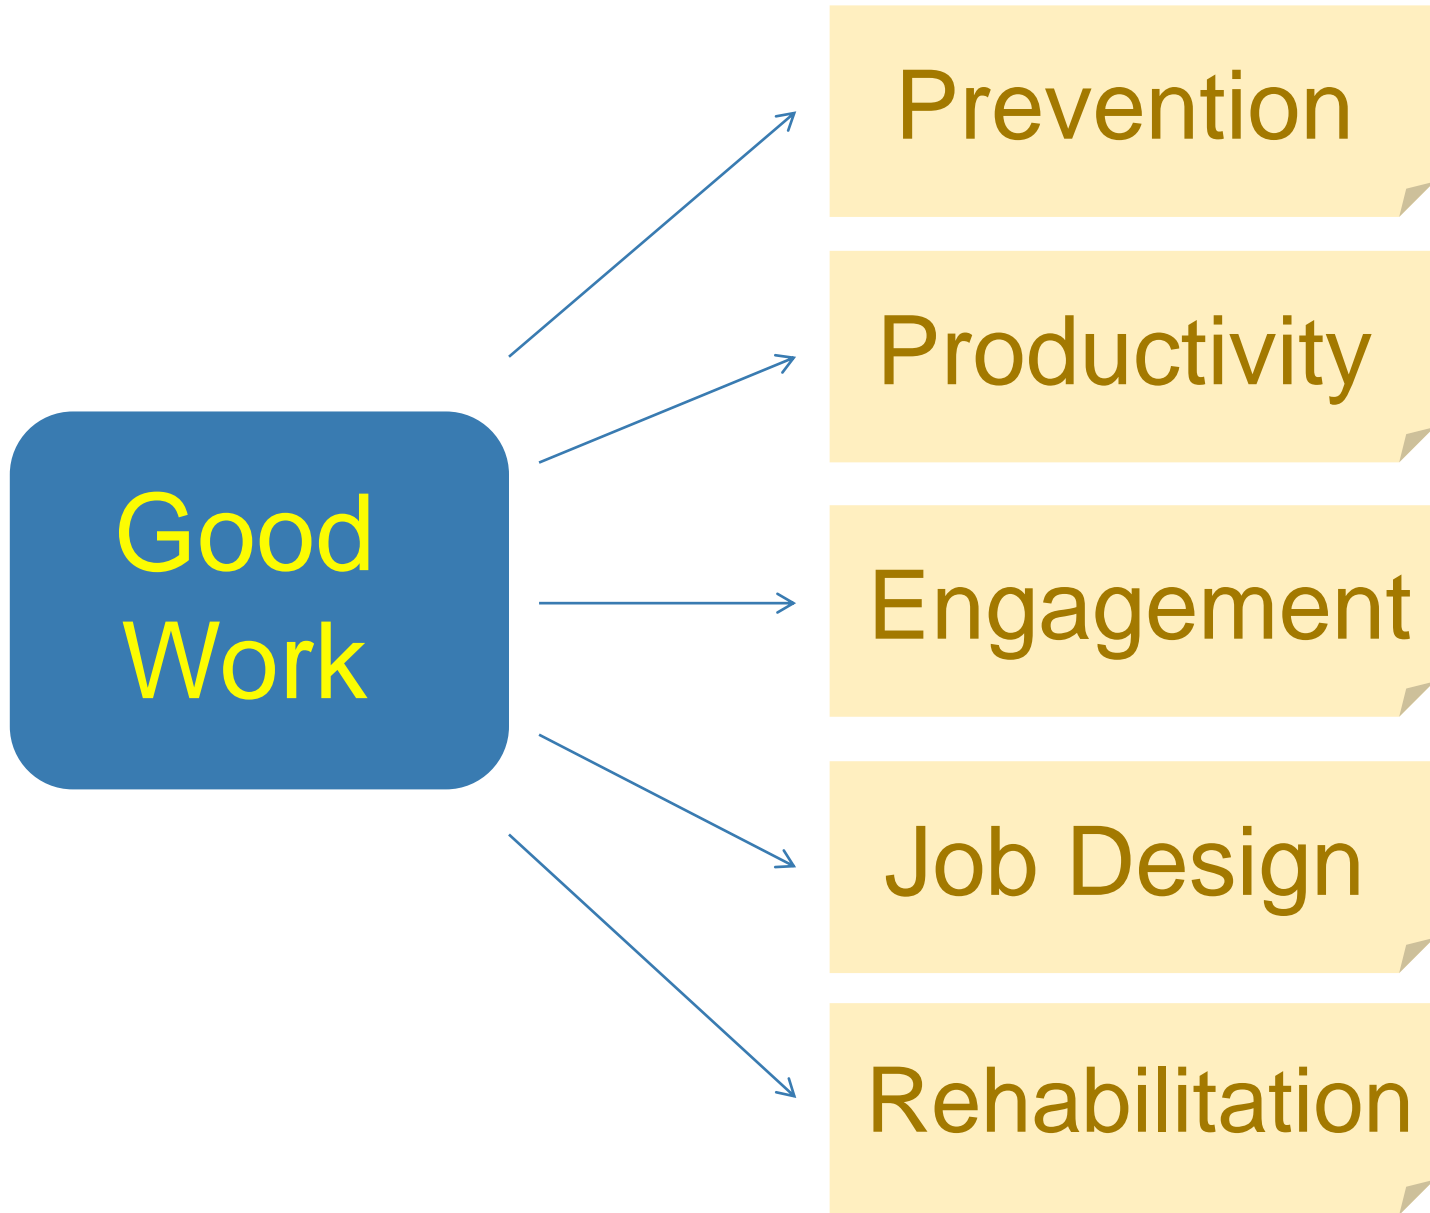 Prevention
Productivity
Good
Work
Engagement
Job Design
Rehabilitation